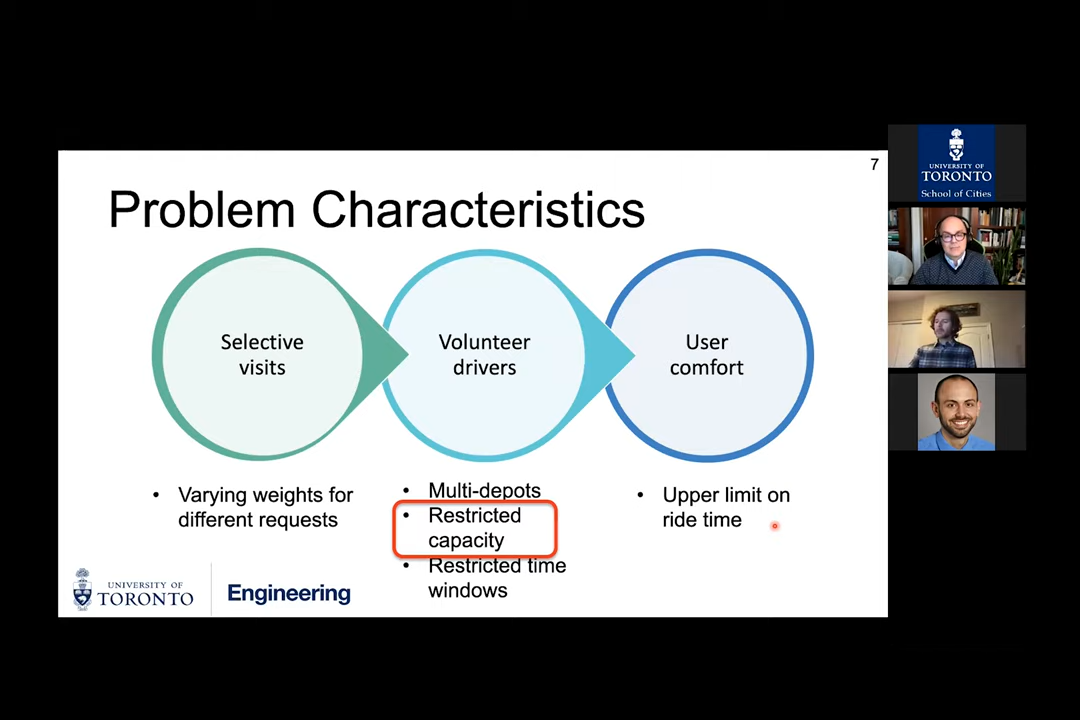 7
Problem Characteristics
Selective
visits
Volunteer
drivers
User
comfort
• Varying weights for
different requests
• Multi-depots
• Restricted
capacity
• Restricted time
windows
• Upper limit on
ride time
UNIVERSITY OF
TORONTO
Engineering
UNIVERSITY OF
TORONTO
School of Cities